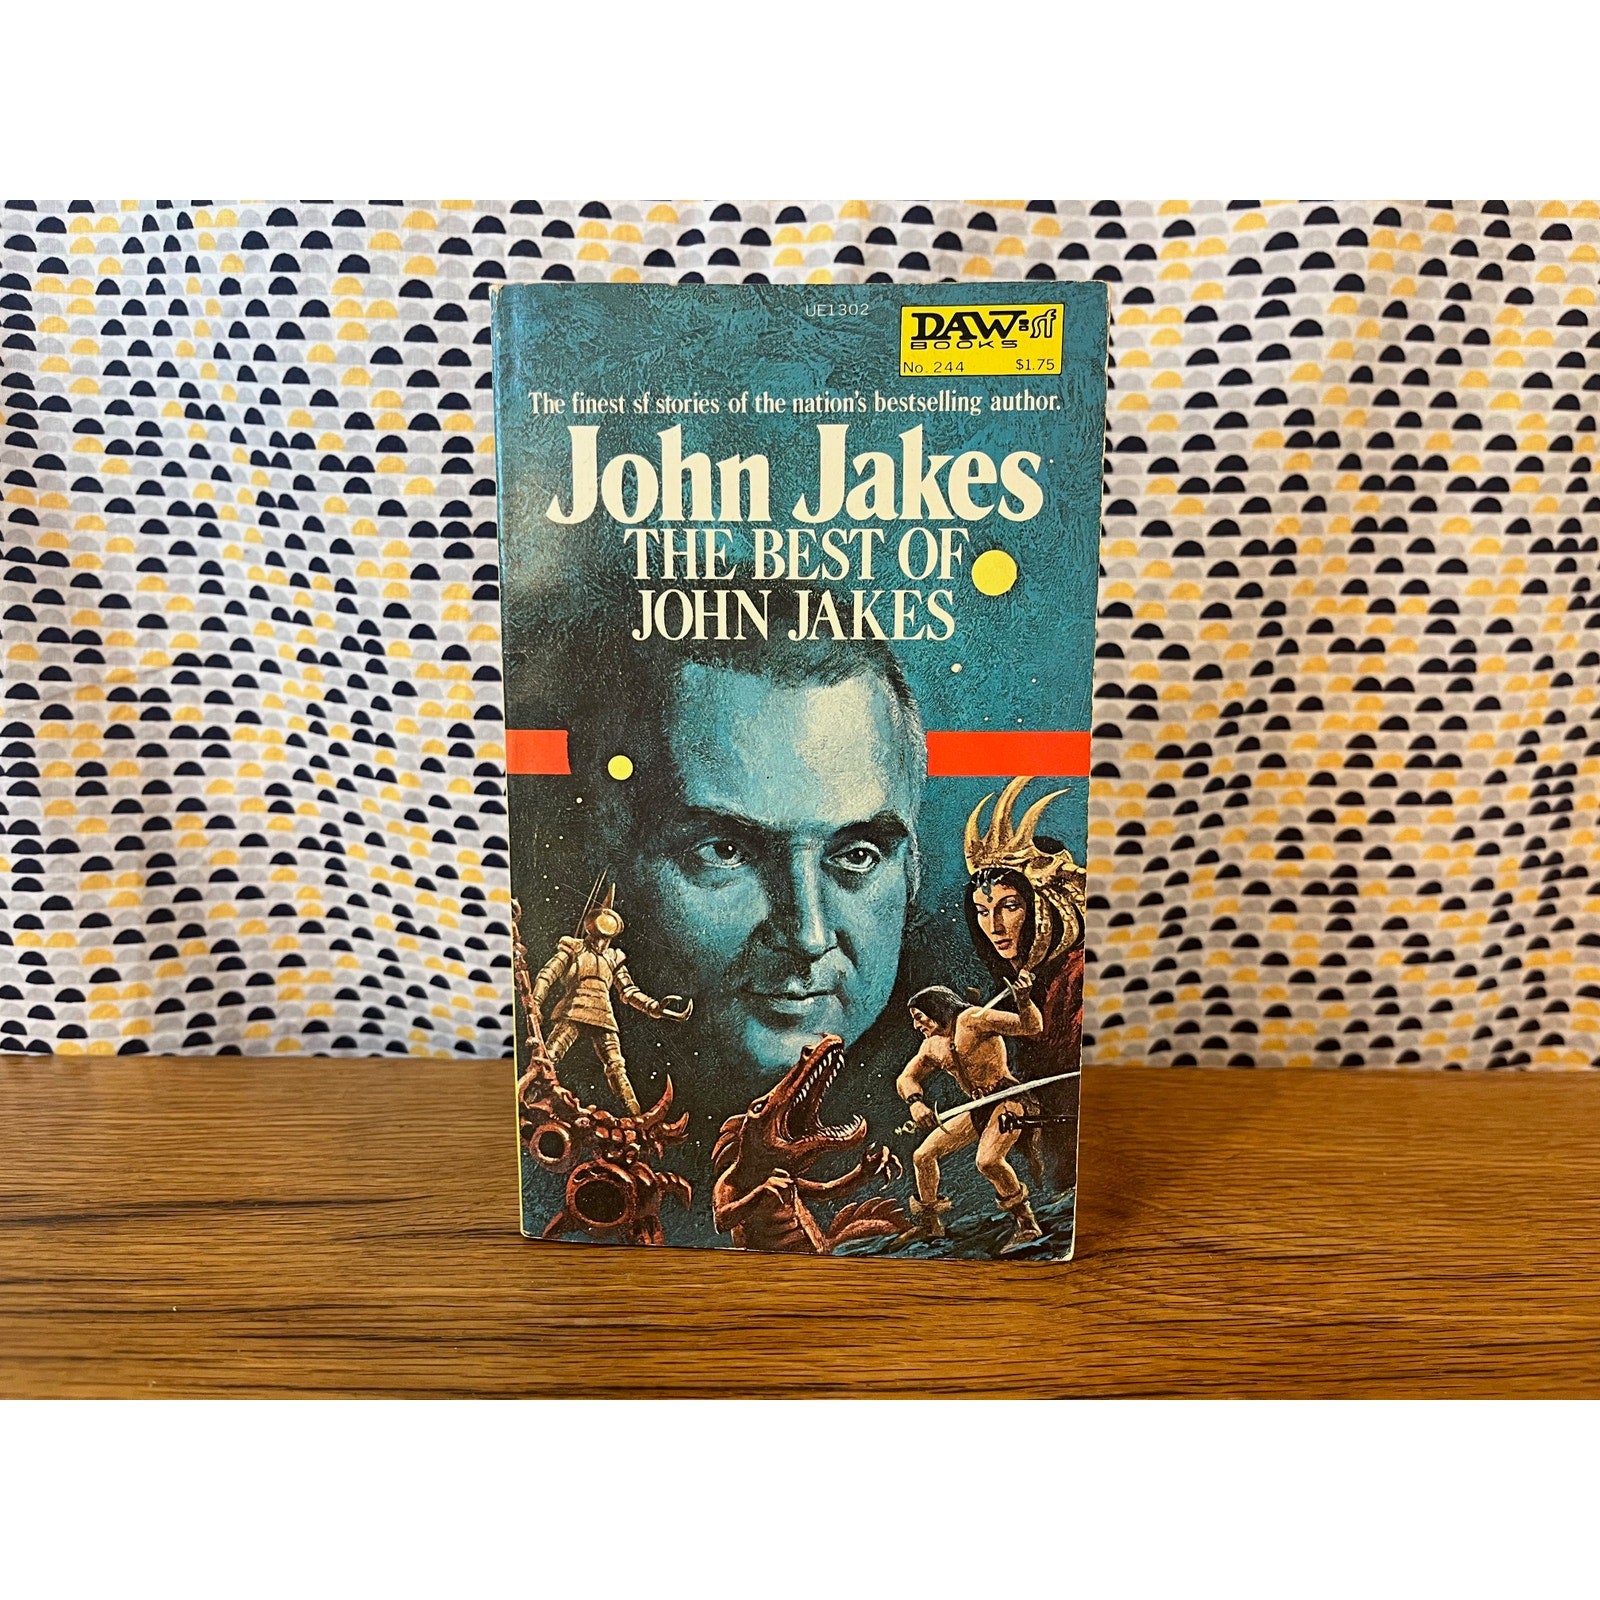 UE1302
DAW sf
BOOKS
No. 244 $1.75
The finest sf stories of the nation's bestselling author.
John Jakes
THE BEST OF
JOHN JAKES